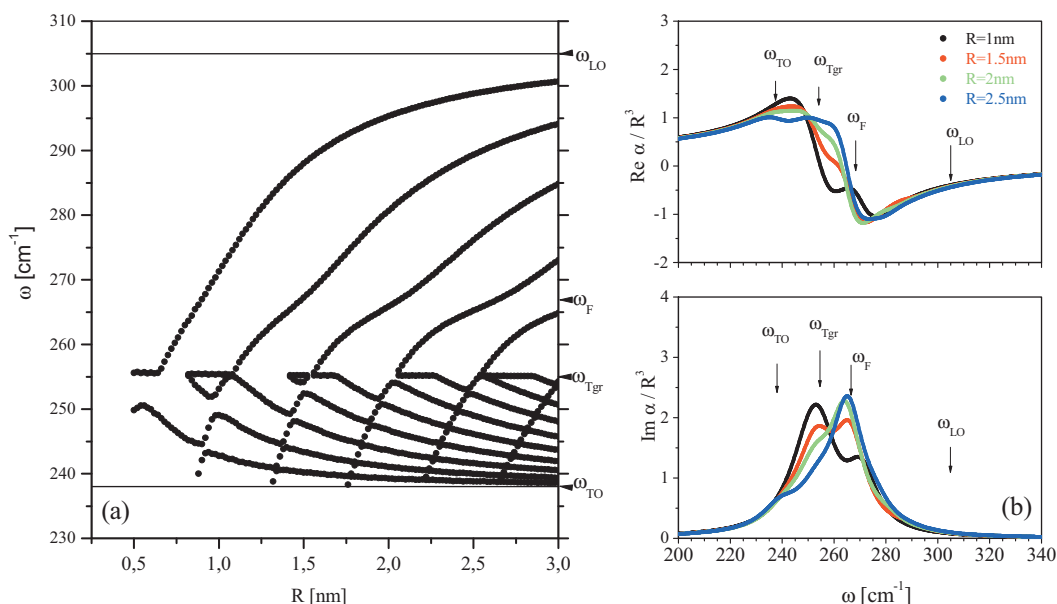 310
300
290
280
270
260
250
240
230
ω [cm⁻¹]
ω_LO
ω_F
ω_Tgr
ω_TO
(a)
0,5 1,0 1,5 2,0 2,5 3,0
R [nm]
3
2
1
0
-1
-2
Re α / R³
ω_TO
ω_Tgr
ω_F
ω_LO
R=1nm
R=1.5nm
R=2nm
R=2.5nm
4
3
2
1
0
Im α / R³
ω_TO
ω_Tgr
ω_F
ω_LO
(b)
200 220 240 260 280 300 320 340
ω [cm⁻¹]